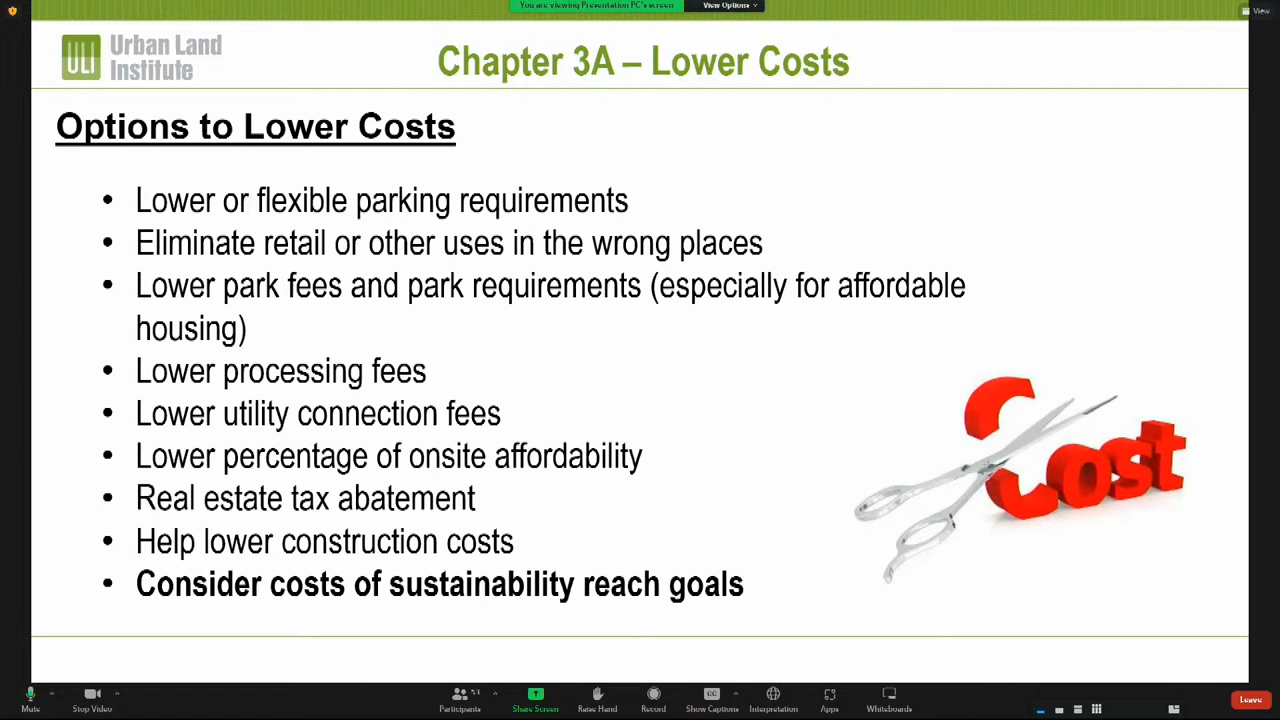 You are viewing Presentation PC's screen
View Options
View
ULI
Urban Land
Institute
Chapter 3A – Lower Costs
Options to Lower Costs
• Lower or flexible parking requirements
• Eliminate retail or other uses in the wrong places
• Lower park fees and park requirements (especially for affordable
housing)
• Lower processing fees
• Lower utility connection fees
• Lower percentage of onsite affordability
• Real estate tax abatement
• Help lower construction costs
• Consider costs of sustainability reach goals
Cost
Mute
Stop Video
Participants
Share Screen
Raise Hand
Record
CC
Show Captions
Interpretation
Apps
Whiteboards
Leave